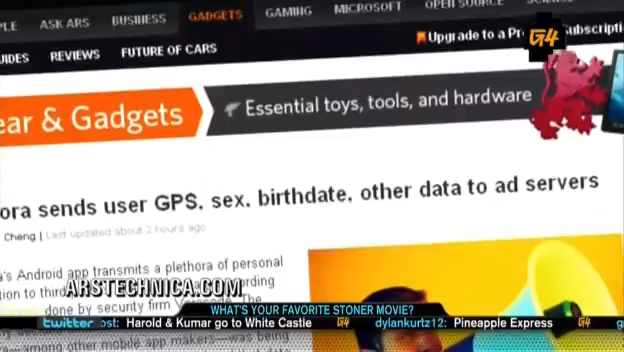 PLE ASK ARS BUSINESS GADGETS GAMING MICROSOFT OPEN SOURCE
UIDES REVIEWS FUTURE OF CARS
Upgrade to a Pr
ubscripti
G4
ear & Gadgets
Essential toys, tools, and hardware
ora sends user GPS, sex, birthdate, other data to ad servers
Cheng | Last updated about 2 hours ago
a's Android app transmits a plethora of personal
tion to third
rding
ARSTECHNICA.COM
done by security firm
The
among other mobile app makers—was being
WHAT'S YOUR FAVORITE STONER MOVIE?
twitter ost: Harold & Kumar go to White Castle G4 dylankurtz12: Pineapple Express G4 g